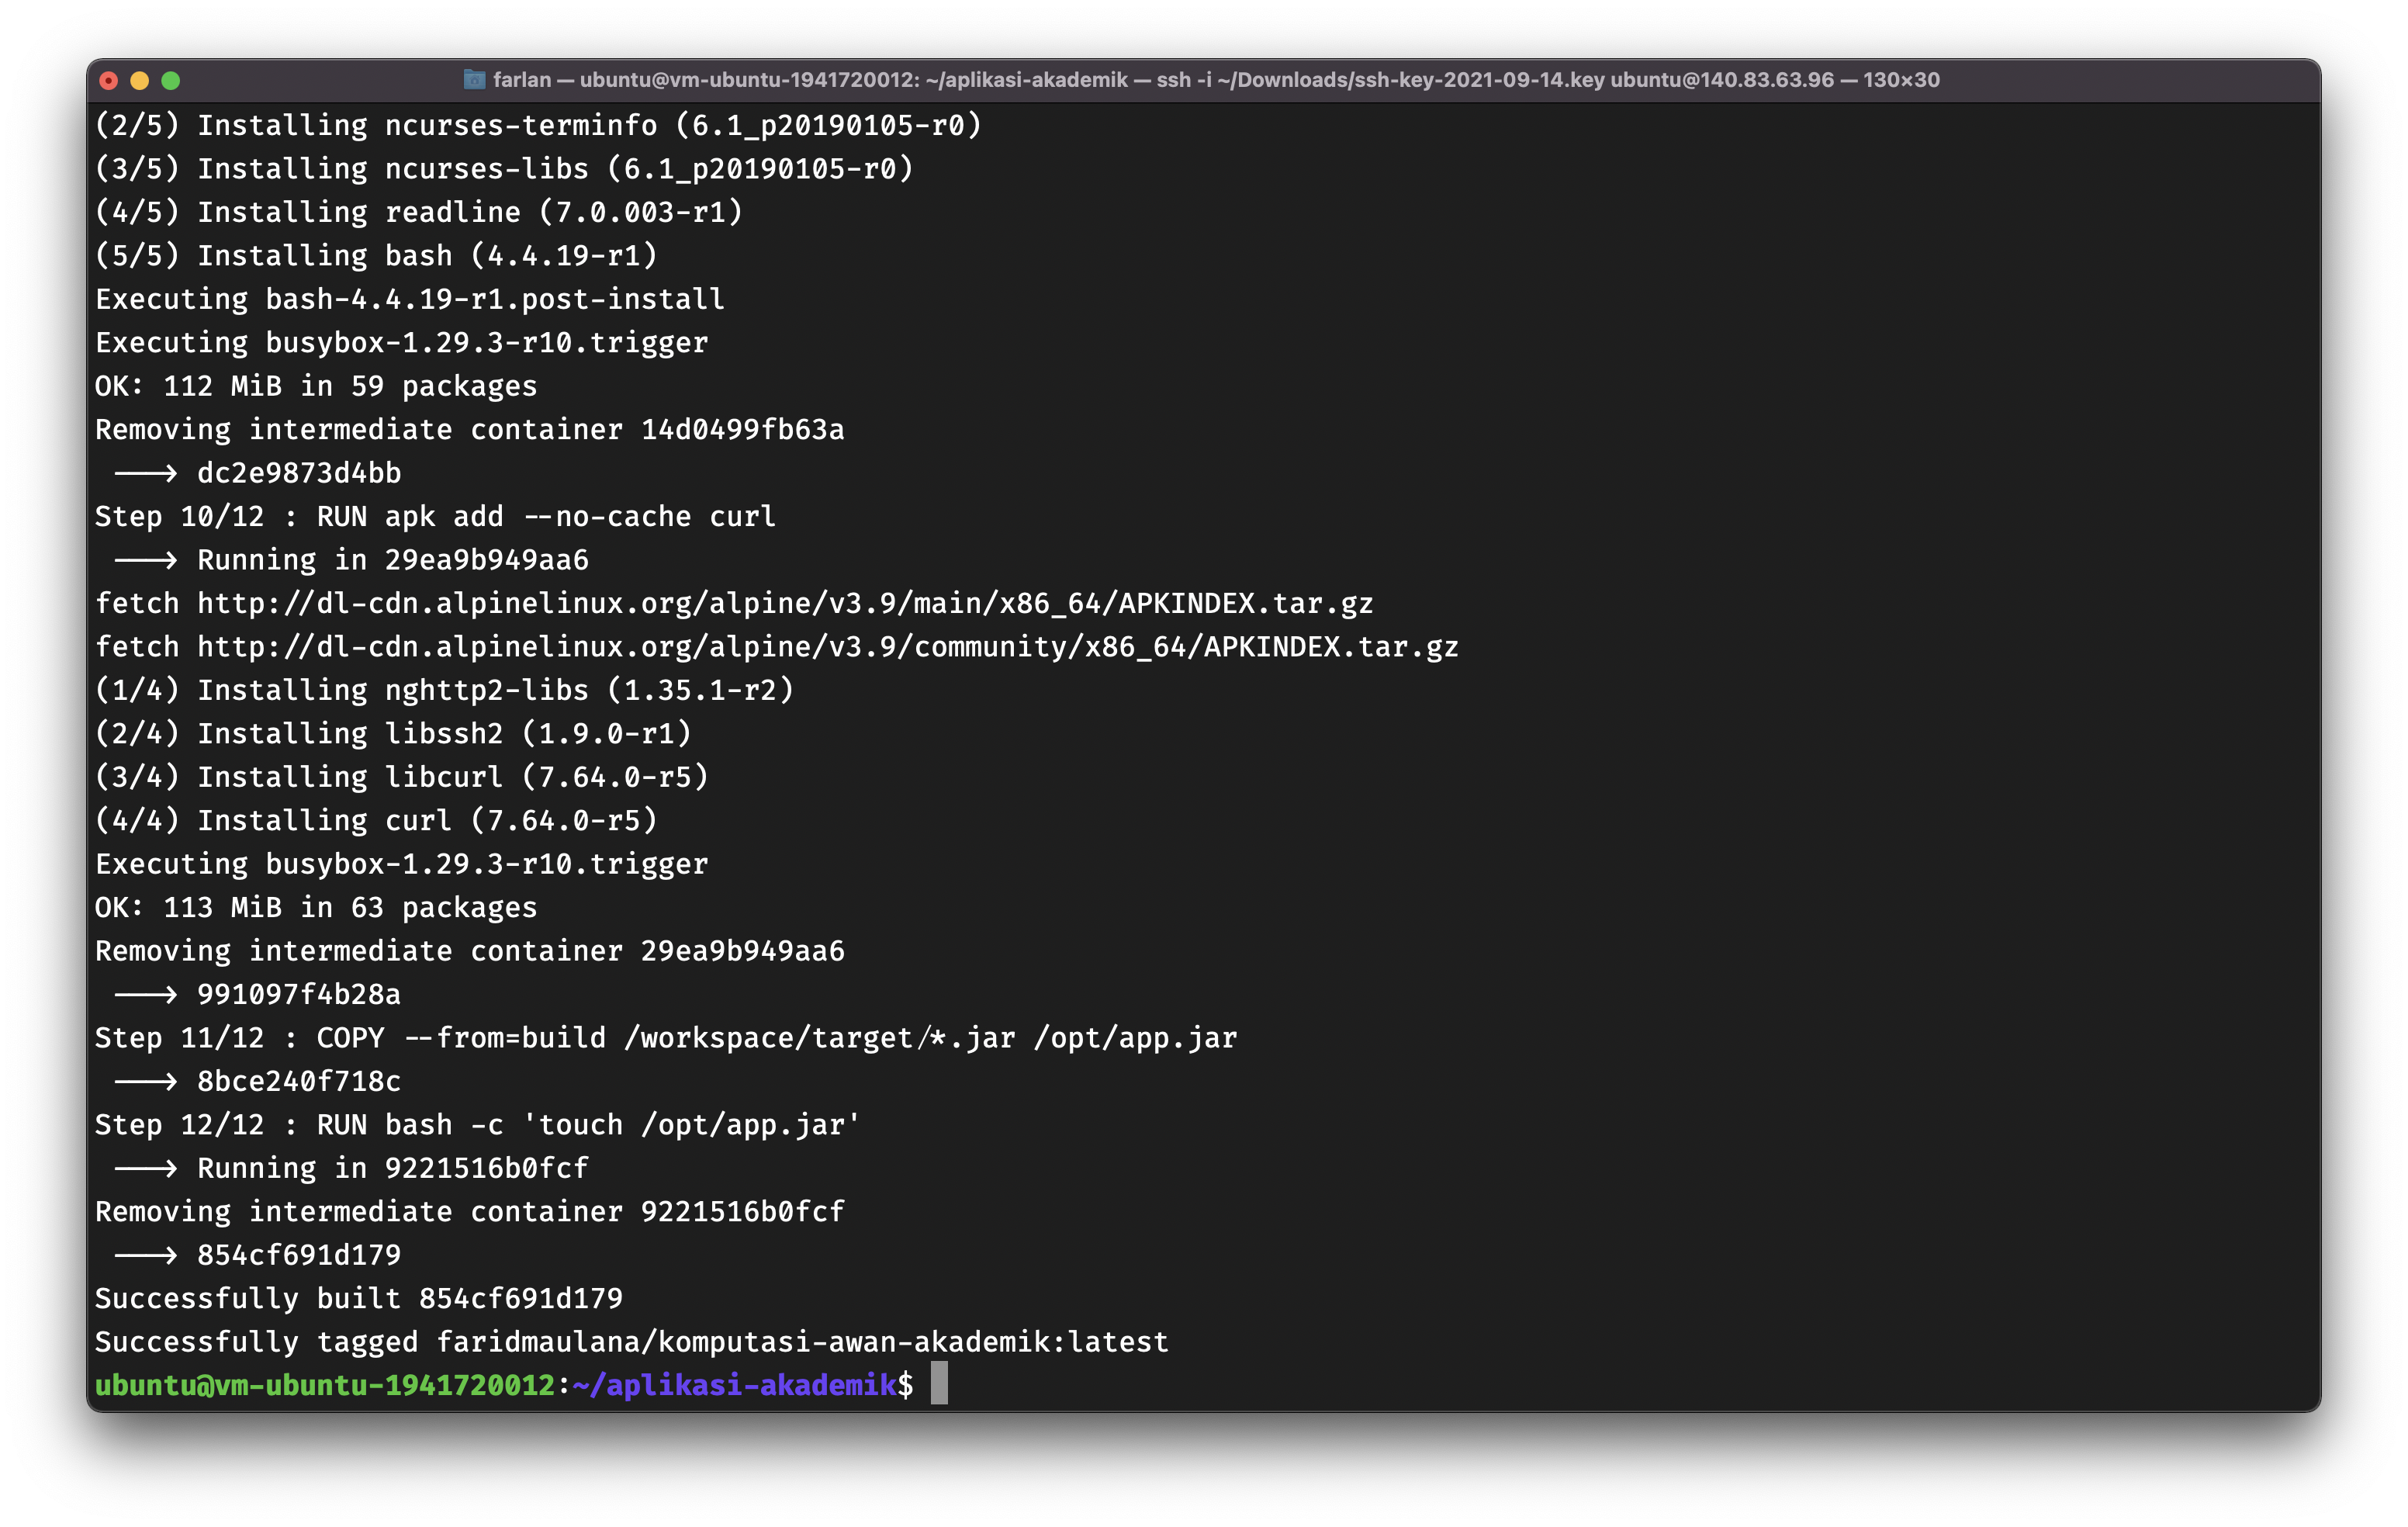 farlan — ubuntu@vm-ubuntu-1941720012: ~/aplikasi-akademik — ssh -i ~/Downloads/ssh-key-2021-09-14.key ubuntu@140.83.63.96 — 130×30
(2/5) Installing ncurses-terminfo (6.1_p20190105-r0)
(3/5) Installing ncurses-libs (6.1_p20190105-r0)
(4/5) Installing readline (7.0.003-r1)
(5/5) Installing bash (4.4.19-r1)
Executing bash-4.4.19-r1.post-install
Executing busybox-1.29.3-r10.trigger
OK: 112 MiB in 59 packages
Removing intermediate container 14d0499fb63a
 ---> dc2e9873d4bb
Step 10/12 : RUN apk add --no-cache curl
 ---> Running in 29ea9b949aa6
fetch http://dl-cdn.alpinelinux.org/alpine/v3.9/main/x86_64/APKINDEX.tar.gz
fetch http://dl-cdn.alpinelinux.org/alpine/v3.9/community/x86_64/APKINDEX.tar.gz
(1/4) Installing nghttp2-libs (1.35.1-r2)
(2/4) Installing libssh2 (1.9.0-r1)
(3/4) Installing libcurl (7.64.0-r5)
(4/4) Installing curl (7.64.0-r5)
Executing busybox-1.29.3-r10.trigger
OK: 113 MiB in 63 packages
Removing intermediate container 29ea9b949aa6
 ---> 991097f4b28a
Step 11/12 : COPY --from=build /workspace/target/*.jar /opt/app.jar
 ---> 8bce240f718c
Step 12/12 : RUN bash -c 'touch /opt/app.jar'
 ---> Running in 9221516b0fcf
Removing intermediate container 9221516b0fcf
 ---> 854cf691d179
Successfully built 854cf691d179
Successfully tagged faridmaulana/komputasi-awan-akademik:latest
ubuntu@vm-ubuntu-1941720012:~/aplikasi-akademik$